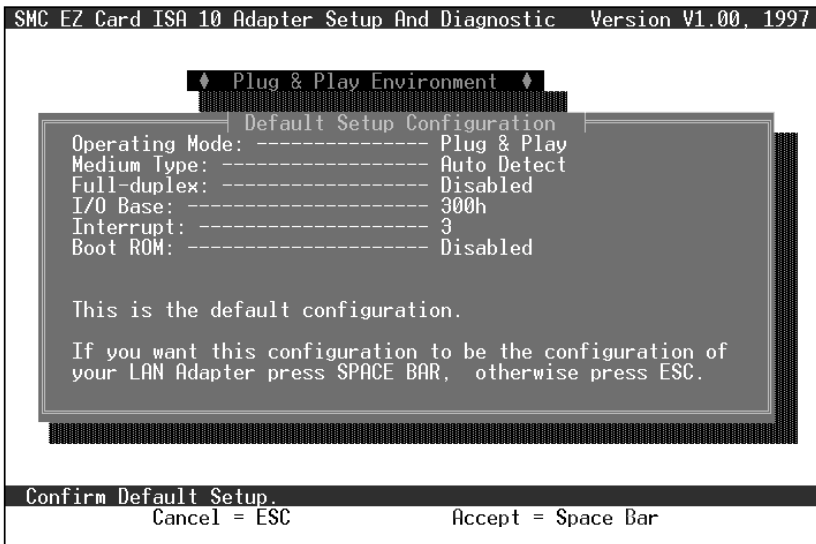 SMC EZ Card ISA 10 Adapter Setup And Diagnostic   Version V1.00, 1997
♦ Plug & Play Environment ♦
Default Setup Configuration
Operating Mode: --------------- Plug & Play
Medium Type: ------------------ Auto Detect
Full-duplex: ------------------ Disabled
I/O Base: --------------------- 300h
Interrupt: -------------------- 3
Boot ROM: --------------------- Disabled
This is the default configuration.
If you want this configuration to be the configuration of
your LAN Adapter press SPACE BAR,  otherwise press ESC.
Confirm Default Setup.
Cancel = ESC                Accept = Space Bar